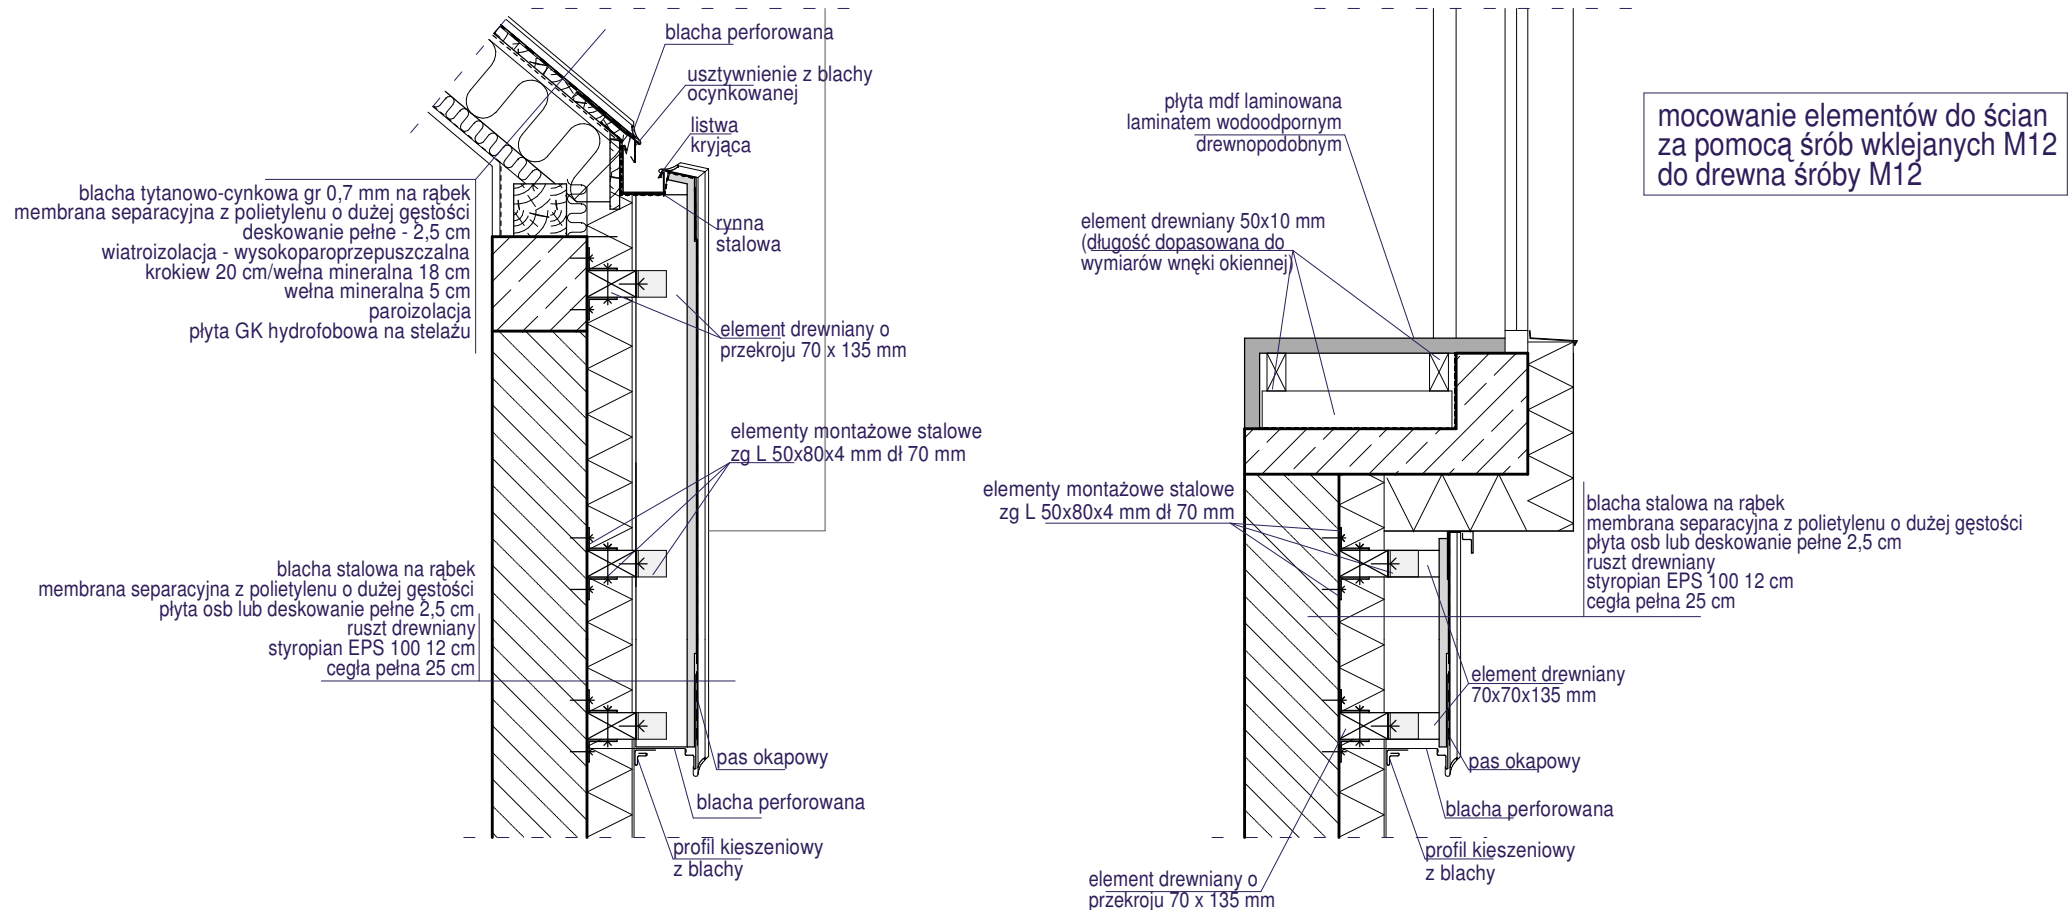 blacha perforowana
usztywnienie z blachy
ocynkowanej
listwa
kryjąca
blacha tytanowo-cynkowa gr 0,7 mm na rąbek
membrana separacyjna z polietylenu o dużej gęstości
deskowanie pełne - 2,5 cm
wiatroizolacja - wysokoparoprzepuszczalna
krokiew 20 cm/wełna mineralna 18 cm
wełna mineralna 5 cm
paroizolacja
płyta GK hydrofobowa na stelażu
rynna
stalowa
element drewniany o
przekroju 70 x 135 mm
elementy montażowe stalowe
zg L 50x80x4 mm dł 70 mm
blacha stalowa na rąbek
membrana separacyjna z polietylenu o dużej gęstości
płyta osb lub deskowanie pełne 2,5 cm
ruszt drewniany
styropian EPS 100 12 cm
cegła pełna 25 cm
pas okapowy
blacha perforowana
profil kieszeniowy
z blachy
płyta mdf laminowana
laminatem wodoodpornym
drewnopodobnym
element drewniany 50x10 mm
(długość dopasowana do
wymiarów wnęki okiennej)
mocowanie elementów do ścian
za pomocą śrób wklejanych M12
do drewna śróby M12
elementy montażowe stalowe
zg L 50x80x4 mm dł 70 mm
blacha stalowa na rąbek
membrana separacyjna z polietylenu o dużej gęstości
płyta osb lub deskowanie pełne 2,5 cm
ruszt drewniany
styropian EPS 100 12 cm
cegła pełna 25 cm
element drewniany
70x70x135 mm
pas okapowy
blacha perforowana
profil kieszeniowy
z blachy
element drewniany o
przekroju 70 x 135 mm